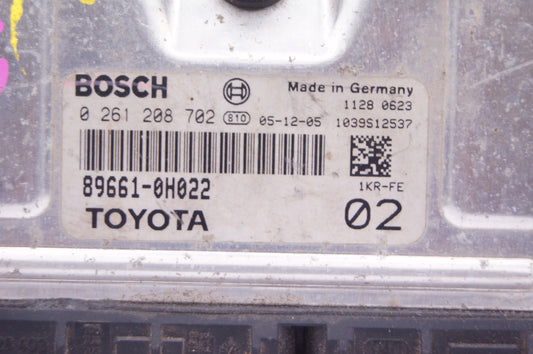 BOSCH
Made in Germany
1128 0623
0 261 208 702 810 05-12-05 1039S12537
89661-0H022
1KR-FE
TOYOTA
02